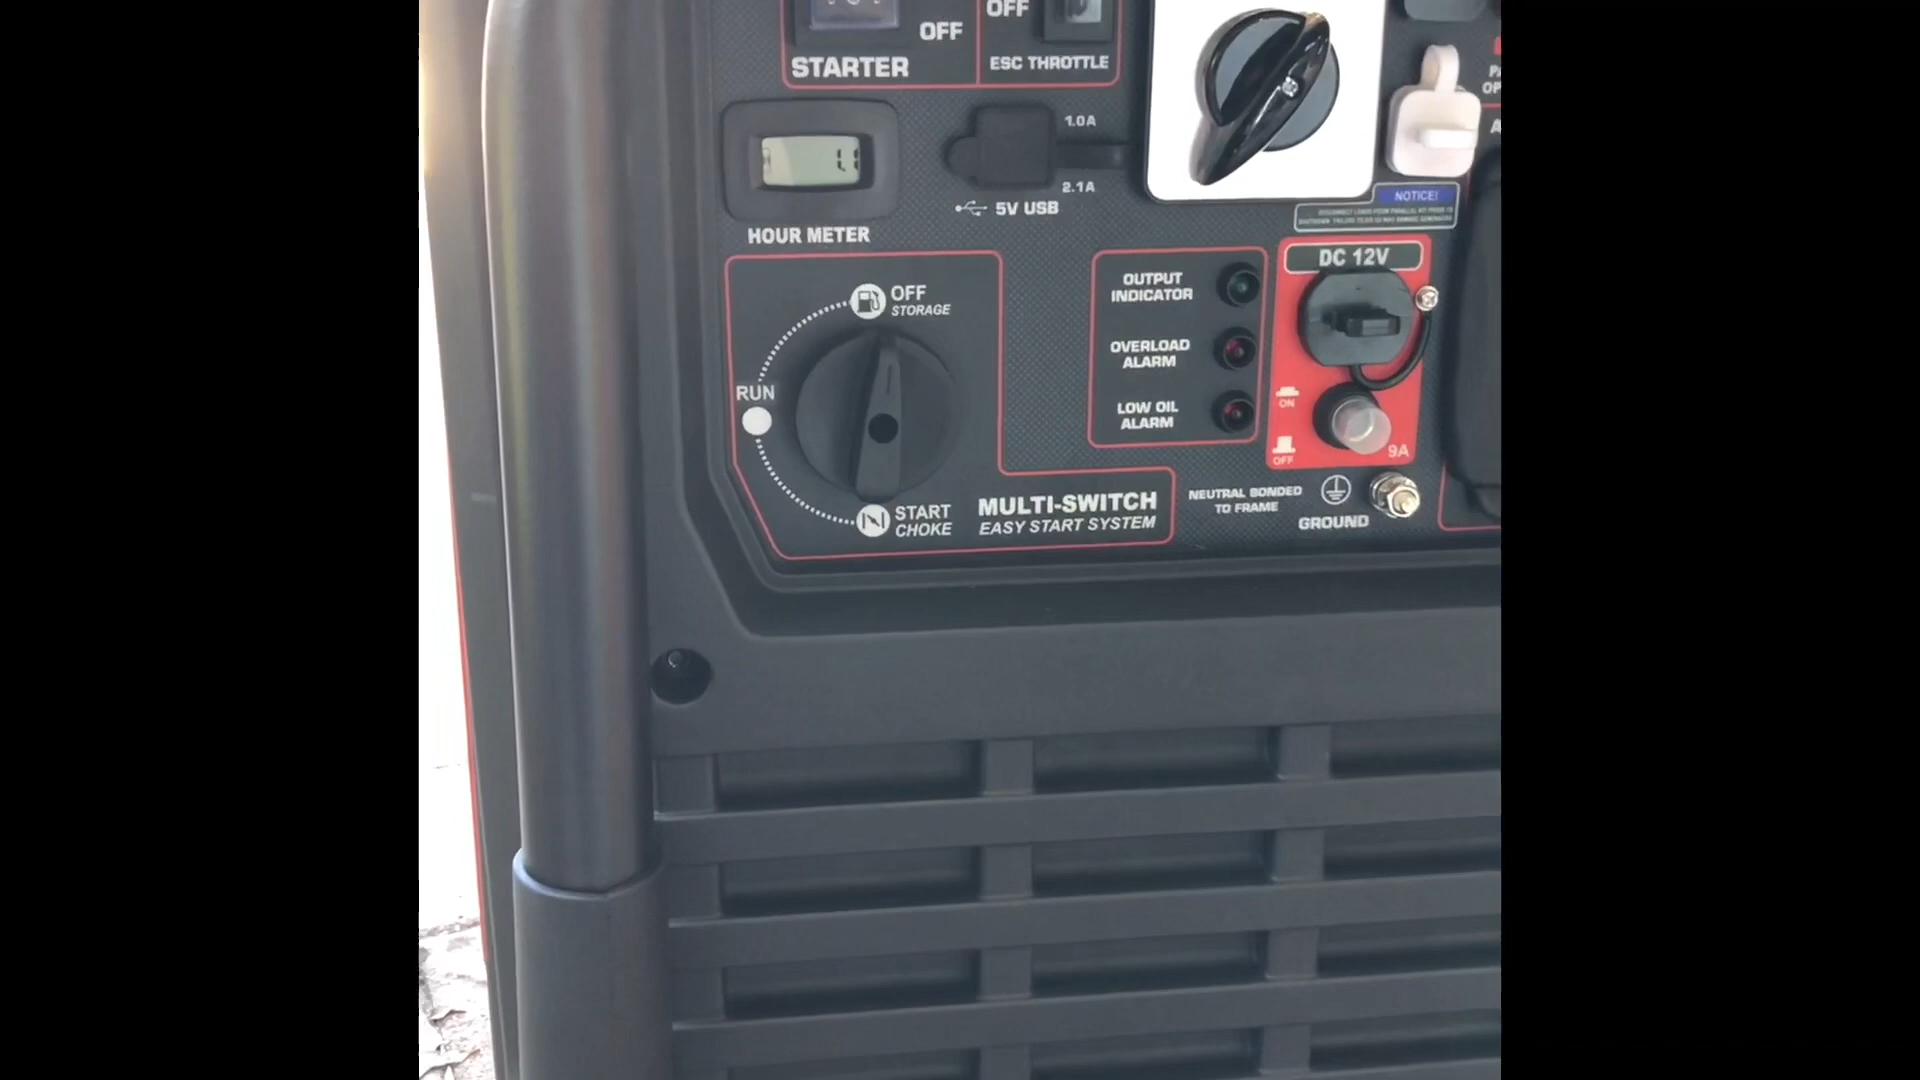 OFF
STARTER
OFF
ESC THROTTLE
HOUR METER
1.0A
2.1A
5V USB
NOTICE!
OFF
STORAGE
RUN
START
CHOKE
MULTI-SWITCH
EASY START SYSTEM
OUTPUT
INDICATOR
OVERLOAD
ALARM
LOW OIL
ALARM
DC 12V
ON
OFF
9A
NEUTRAL BONDED
TO FRAME
GROUND